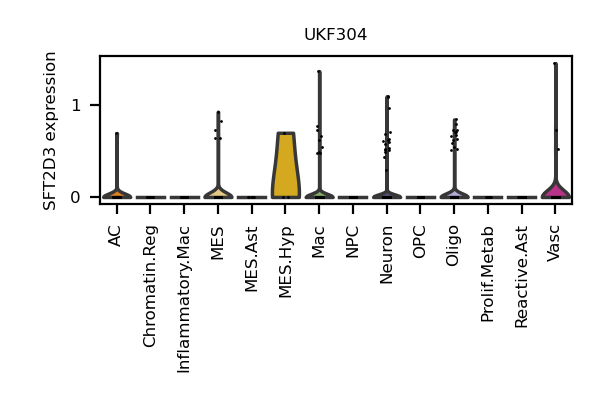 UKF304
SFT2D3 expression
1
0
AC
Chromatin.Reg
Inflammatory.Mac
MES
MES.Ast
MES.Hyp
Mac
NPC
Neuron
OPC
Oligo
Prolif.Metab
Reactive.Ast
Vasc